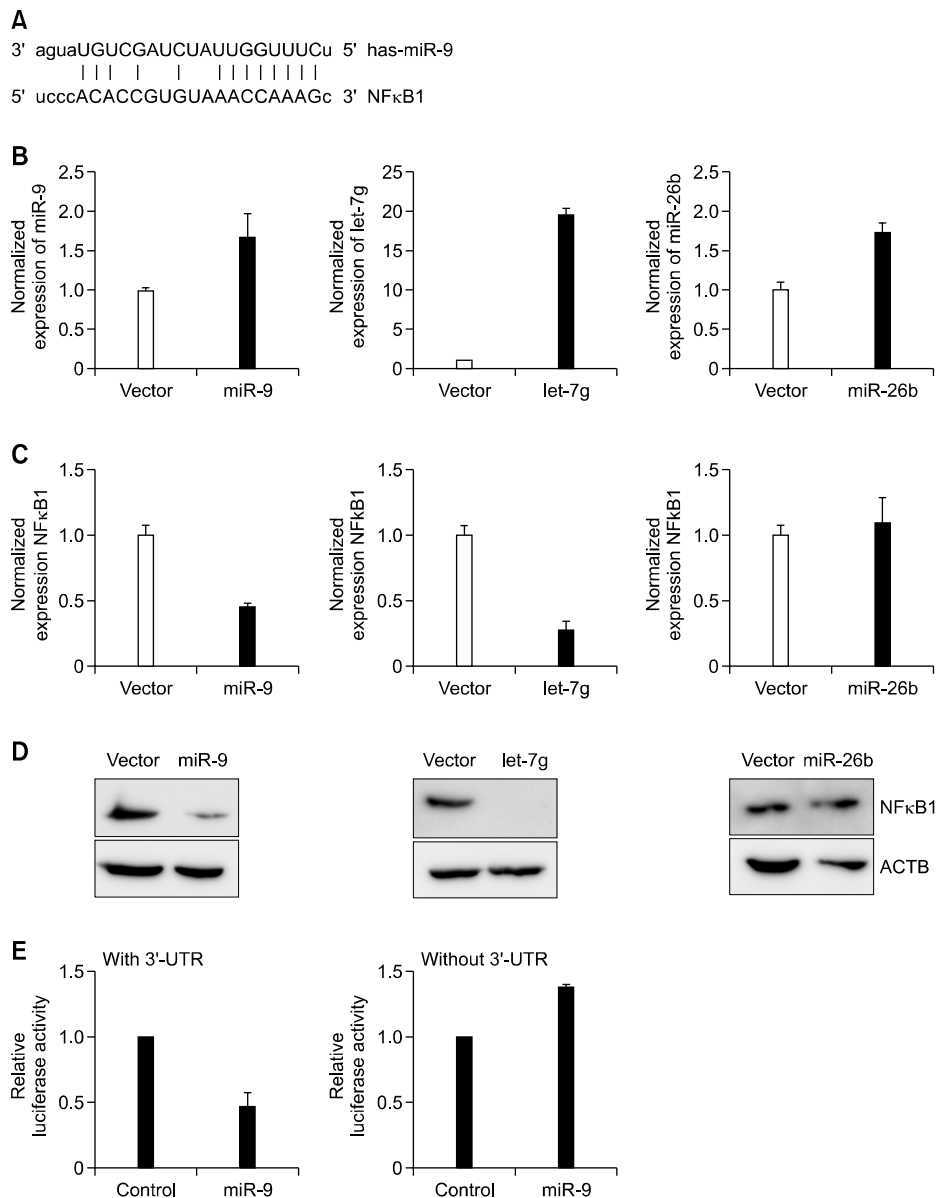 A
3' aguaUGUCGAUCUAUUGGUUUCu 5' has-miR-9
5' ucccACACCGUGUAAACCAAAGc 3' NFκB1
B
Normalized
expression of miR-9
2.5
2.0
1.5
1.0
0.5
0
Vector miR-9
Normalized
expression of let-7g
25
20
15
10
5
0
Vector let-7g
Normalized
expression of miR-26b
2.5
2.0
1.5
1.0
0.5
0
Vector miR-26b
C
Normalized
expression NFκB1
1.5
1.0
0.5
0
Vector miR-9
Normalized
expression NFkB1
1.5
1.0
0.5
0
Vector let-7g
Normalized
expression NFkB1
1.5
1.0
0.5
0
Vector miR-26b
D
Vector miR-9
Vector let-7g
Vector miR-26b
NFκB1
ACTB
E
With 3'-UTR
Relative
luciferase activity
1.5
1.0
0.5
0
Control miR-9
Without 3'-UTR
Relative
luciferase activity
1.5
1.0
0.5
0
Control miR-9